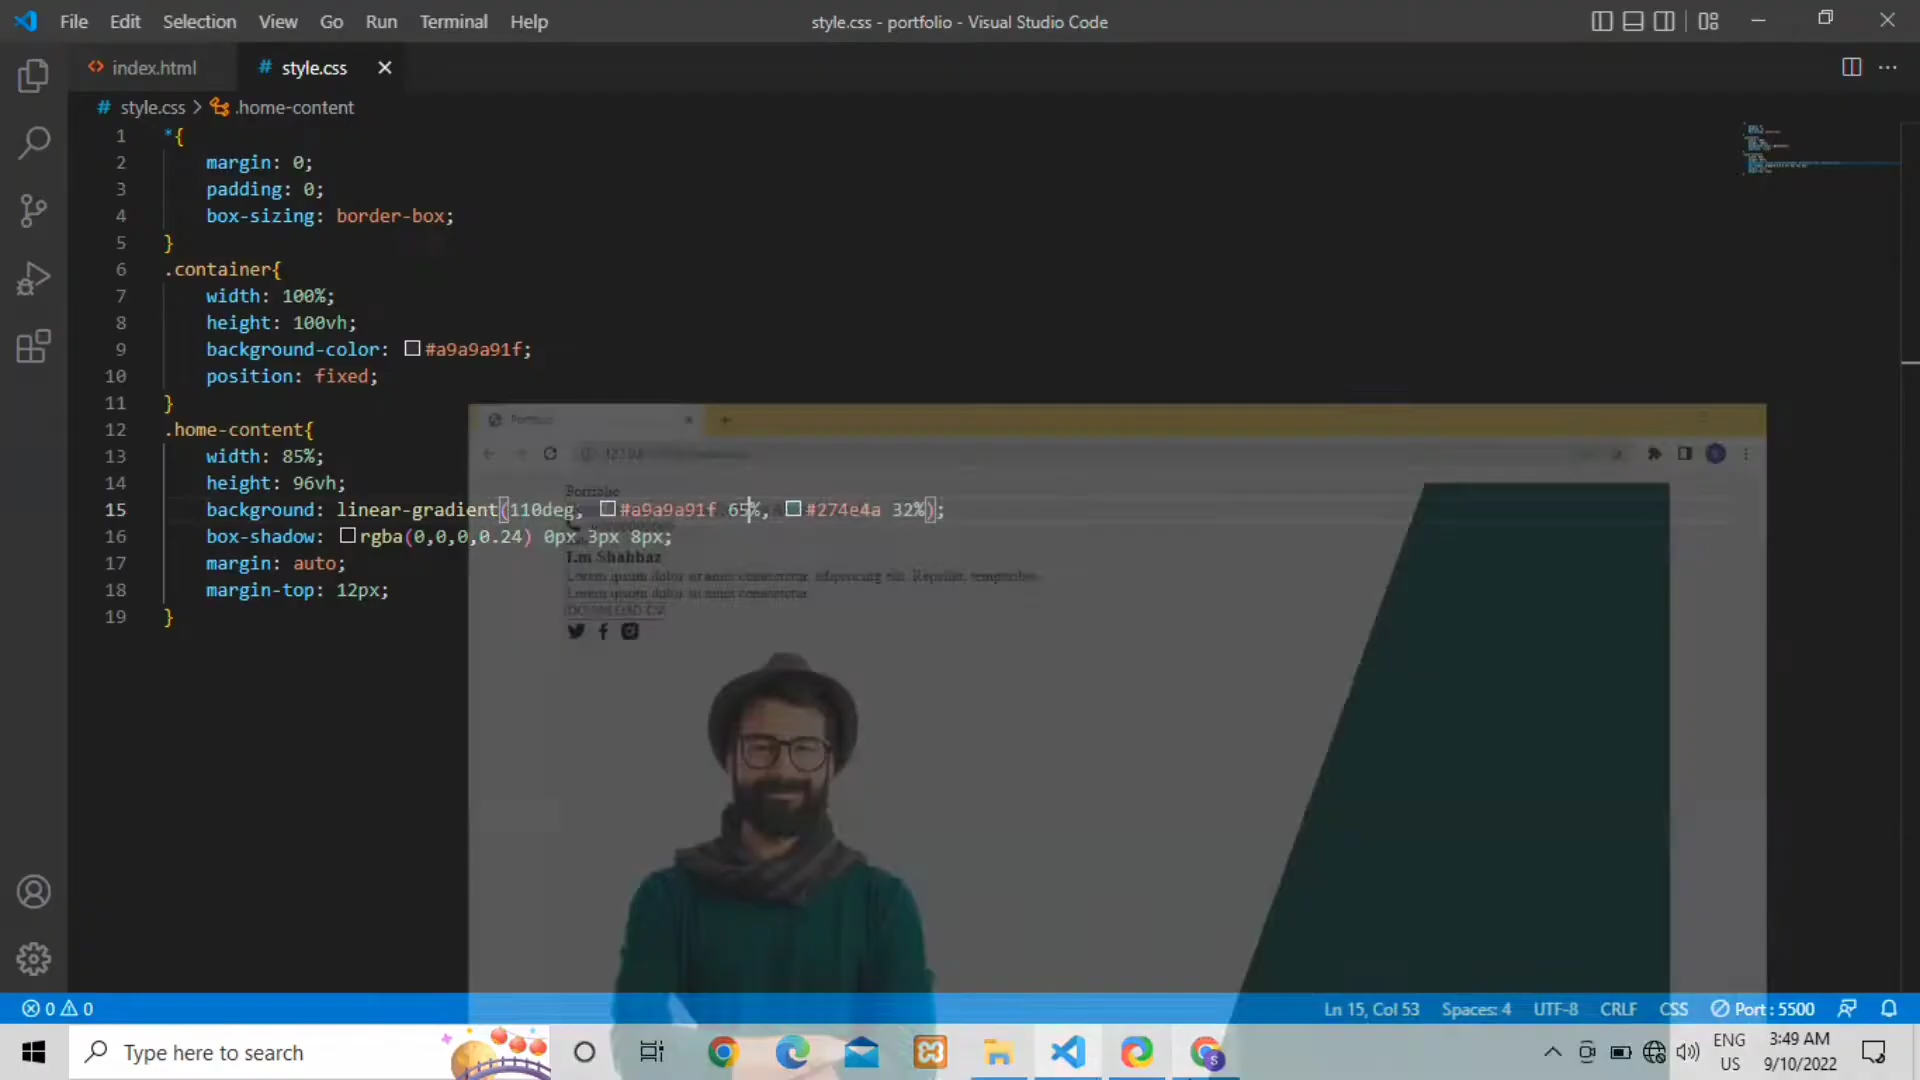 File Edit Selection View Go Run Terminal Help
style.css - portfolio - Visual Studio Code
index.html
# style.css
# style.css > .home-content
1 *{
2 margin: 0;
3 padding: 0;
4 box-sizing: border-box;
5 }
6 .container{
7 width: 100%;
8 height: 100vh;
9 background-color: #a9a9a91f;
10 position: fixed;
11 }
12 .home-content{
13 width: 85%;
14 height: 96vh;
15 background: linear-gradient(110deg, #a9a9a91f 65%, #274e4a 32%);
16 box-shadow: rgba(0,0,0,0.24) 0px 3px 8px;
17 margin: auto;
18 margin-top: 12px;
19 }
Portfolio
Portfolio
I,m Shahbaz
Lorem ipsum dolor sit amet consectetur, adipisicing elit. Repellat, temporibus.
Lorem ipsum dolor sit amet consectetur.
DOWNLOAD CV
0 0
Ln 15, Col 53 Spaces: 4 UTF-8 CRLF CSS Port : 5500
Type here to search
S
ENG
US
3:49 AM
9/10/2022